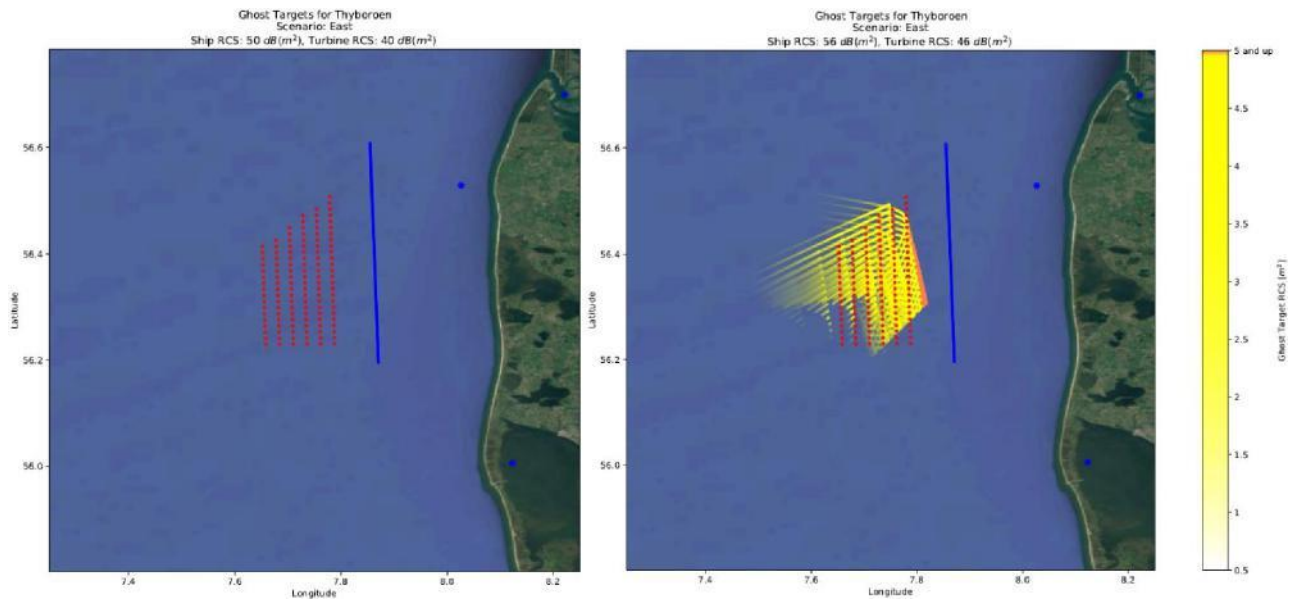 Ghost Targets for Thyboroen
Scenario: East
Ship RCS: 50 dB(m²), Turbine RCS: 40 dB(m²)
56.6
56.4
56.2
56.0
Latitude
7.4 7.6 7.8 8.0 8.2
Longitude
Ghost Targets for Thyboroen
Scenario: East
Ship RCS: 56 dB(m²), Turbine RCS: 46 dB(m²)
56.6
56.4
56.2
56.0
Latitude
7.4 7.6 7.8 8.0 8.2
Longitude
5 and up
4.5
4
3.5
3
2.5
2
1.5
1
0.5
Ghost Target RCS [m²]